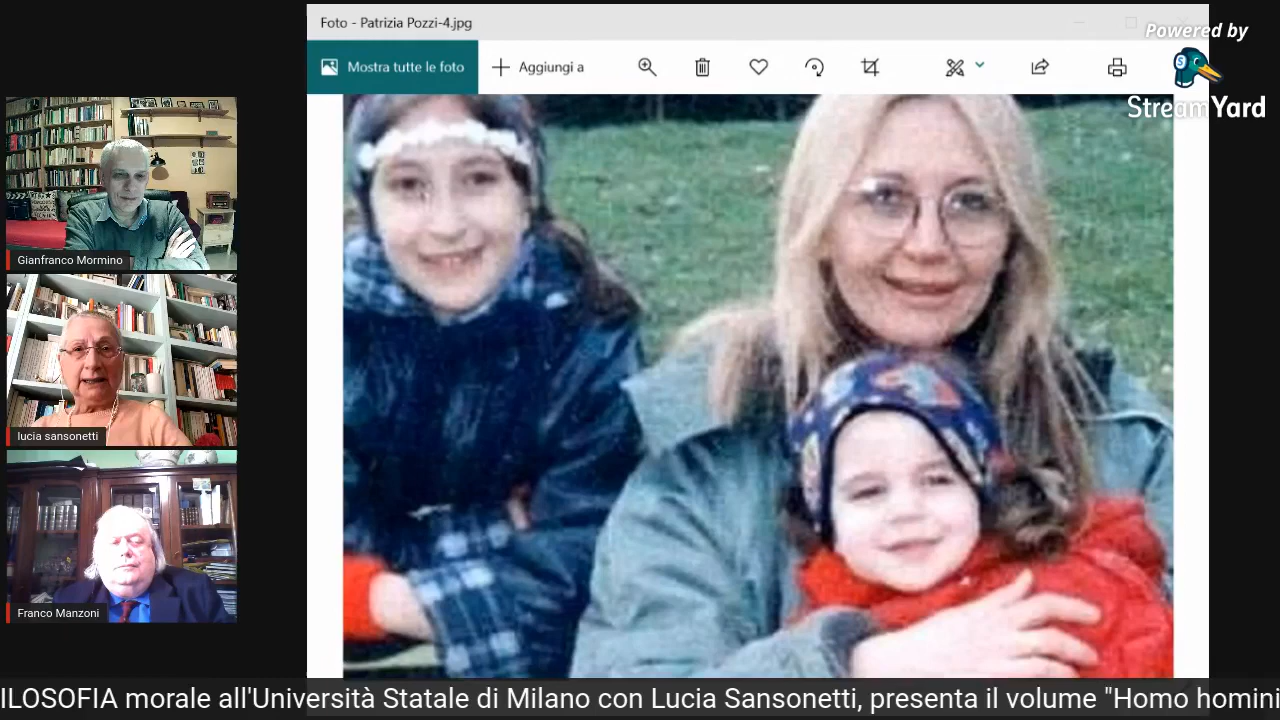 Foto - Patrizia Pozzi-4.jpg
Powered by
Mostra tutte le foto
Aggiungi a
S
StreamYard
Gianfranco Mormino
lucia sansonetti
Franco Manzoni
ILOSOFIA morale all'Università Statale di Milano con Lucia Sansonetti, presenta il volume "Homo homini